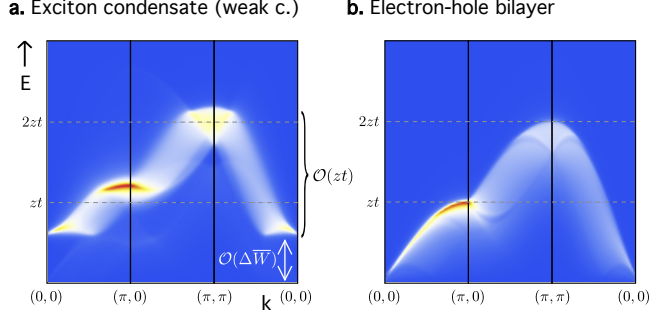 a. Exciton condensate (weak c.)
E
2zt
zt
𝒪(zt)
𝒪(ΔW̅)
(0, 0)
(π, 0)
(π, π)
(0, 0)
k
b. Electron-hole bilayer
2zt
zt
(0, 0)
(π, 0)
(π, π)
(0, 0)